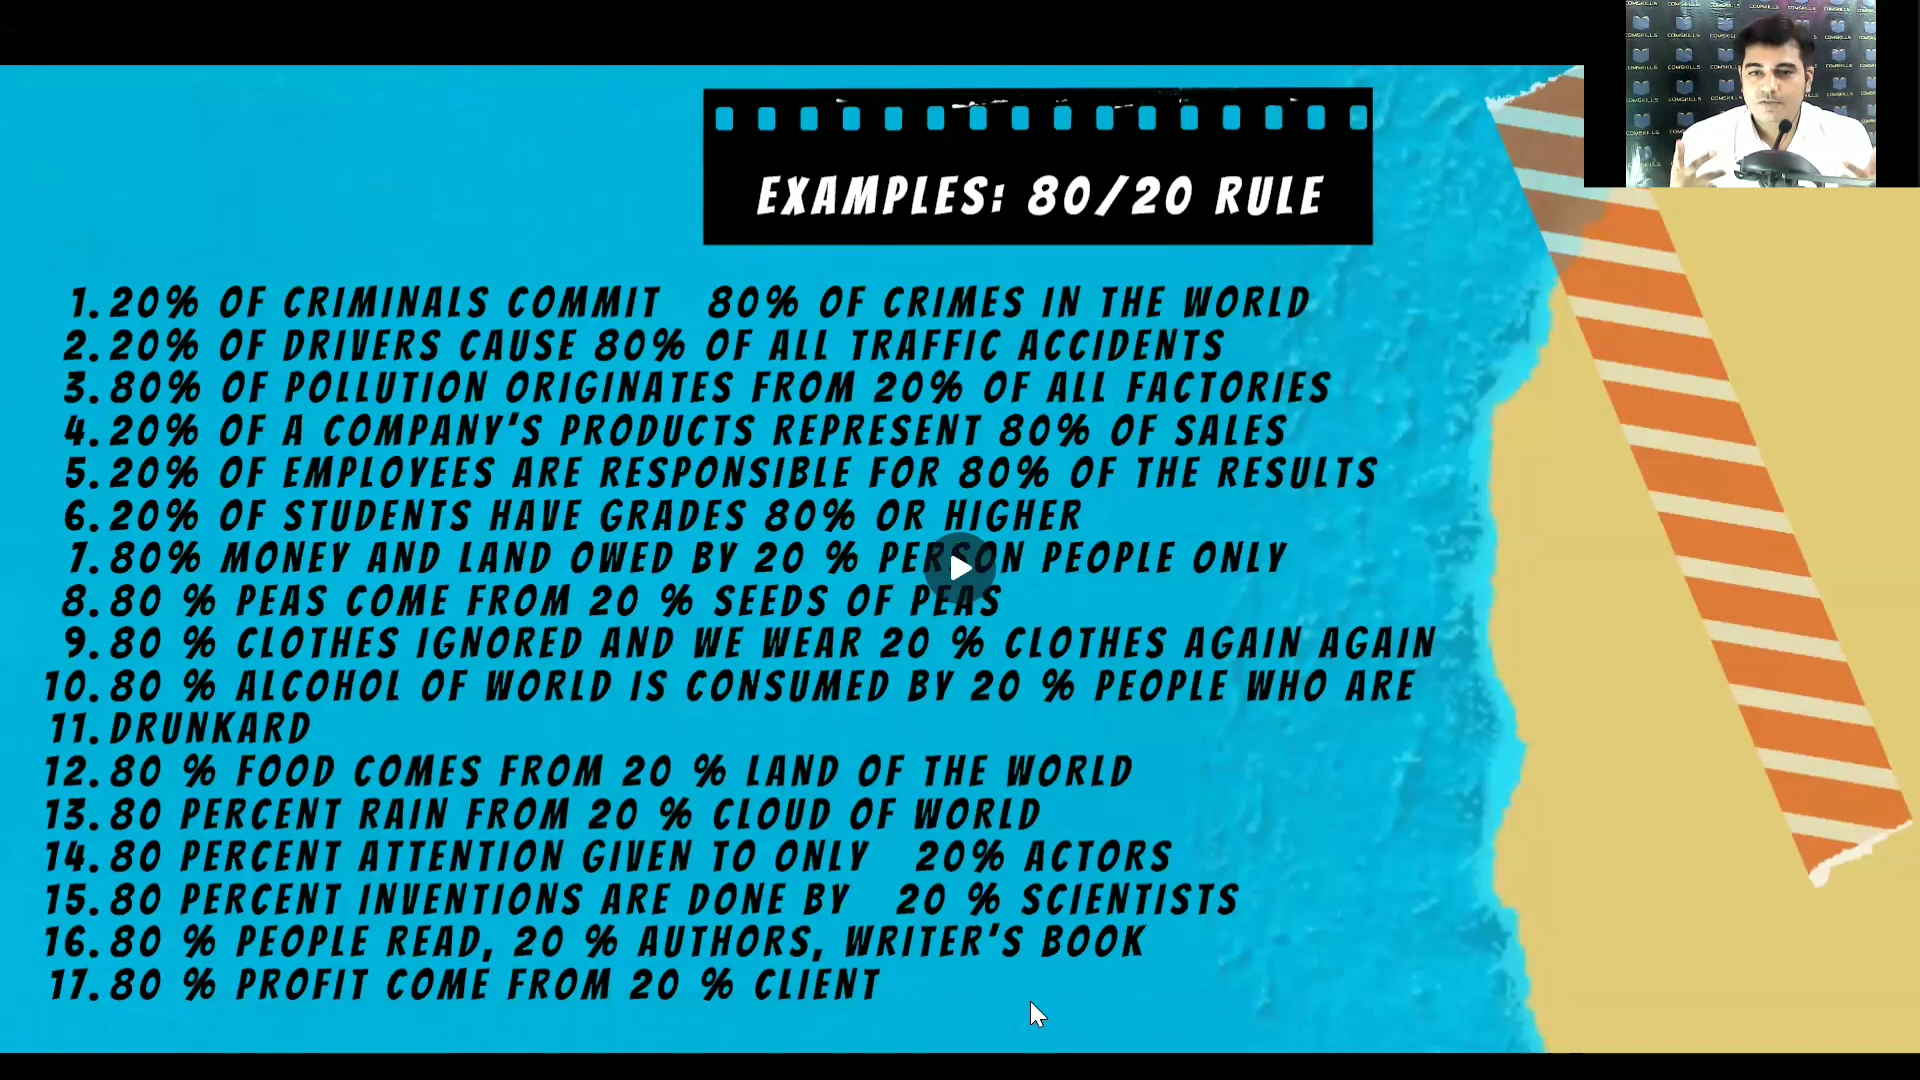 EXAMPLES: 80/20 RULE
1. 20% OF CRIMINALS COMMIT 80% OF CRIMES IN THE WORLD
2. 20% OF DRIVERS CAUSE 80% OF ALL TRAFFIC ACCIDENTS
3. 80% OF POLLUTION ORIGINATES FROM 20% OF ALL FACTORIES
4. 20% OF A COMPANY'S PRODUCTS REPRESENT 80% OF SALES
5. 20% OF EMPLOYEES ARE RESPONSIBLE FOR 80% OF THE RESULTS
6. 20% OF STUDENTS HAVE GRADES 80% OR HIGHER
7. 80% MONEY AND LAND OWED BY 20 % PERSON PEOPLE ONLY
8. 80 % PEAS COME FROM 20 % SEEDS OF PEAS
9. 80 % CLOTHES IGNORED AND WE WEAR 20 % CLOTHES AGAIN AGAIN
10. 80 % ALCOHOL OF WORLD IS CONSUMED BY 20 % PEOPLE WHO ARE
11. DRUNKARD
12. 80 % FOOD COMES FROM 20 % LAND OF THE WORLD
13. 80 PERCENT RAIN FROM 20 % CLOUD OF WORLD
14. 80 PERCENT ATTENTION GIVEN TO ONLY 20% ACTORS
15. 80 PERCENT INVENTIONS ARE DONE BY 20 % SCIENTISTS
16. 80 % PEOPLE READ, 20 % AUTHORS, WRITER'S BOOK
17. 80 % PROFIT COME FROM 20 % CLIENT